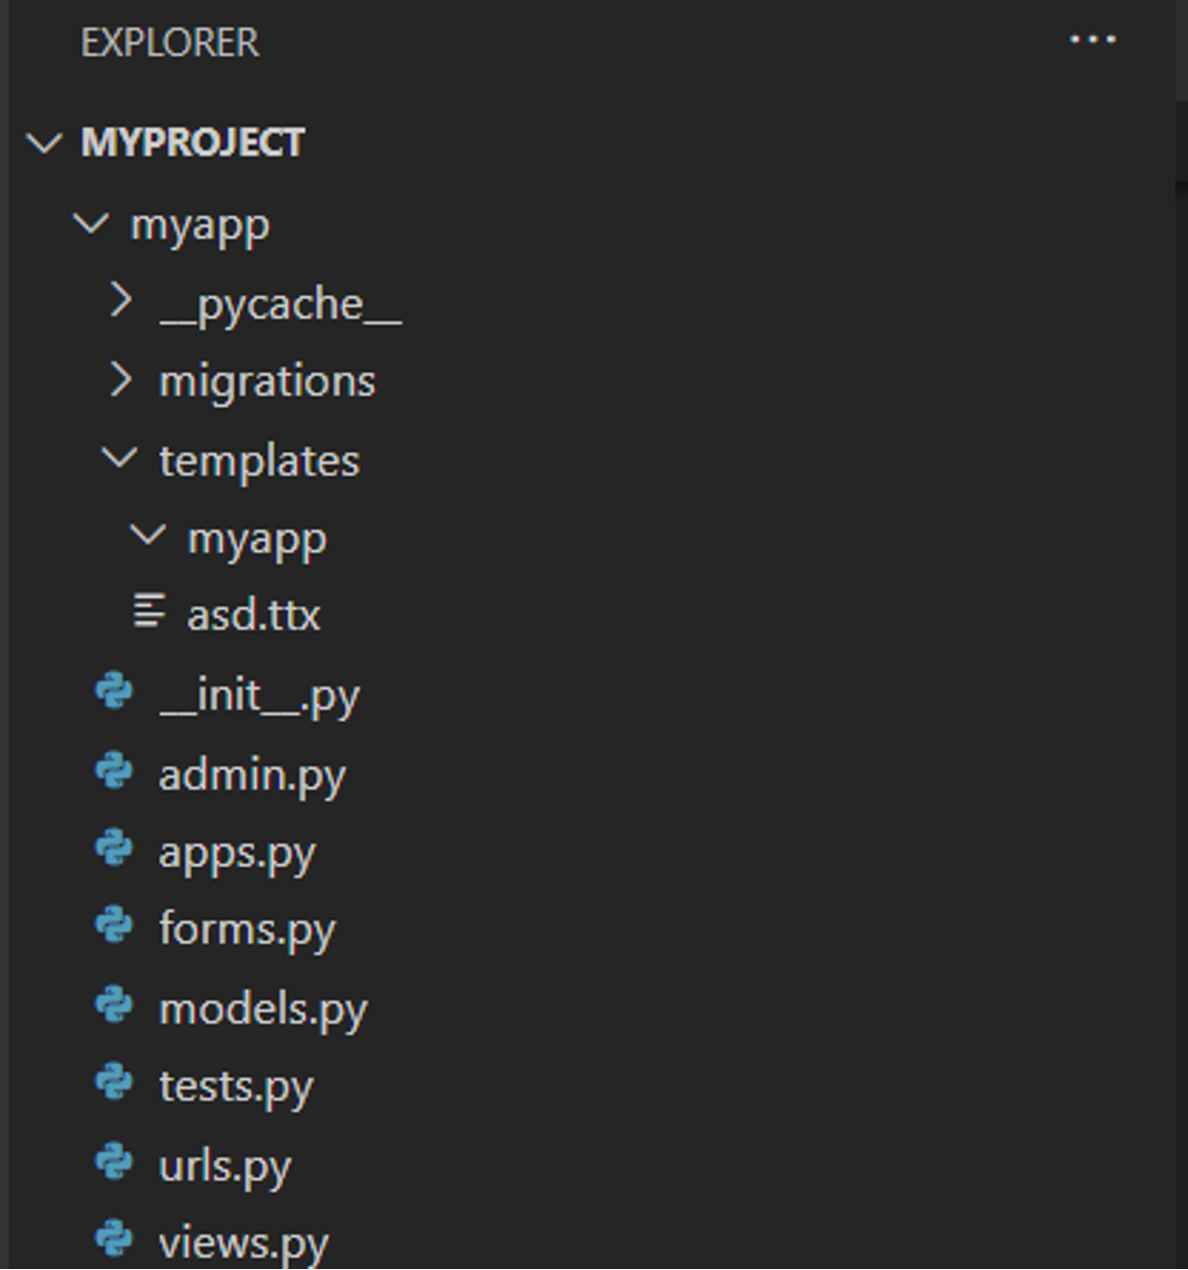 EXPLORER
MYPROJECT
myapp
__pycache__
migrations
templates
myapp
asd.ttx
__init__.py
admin.py
apps.py
forms.py
models.py
tests.py
urls.py
views.py